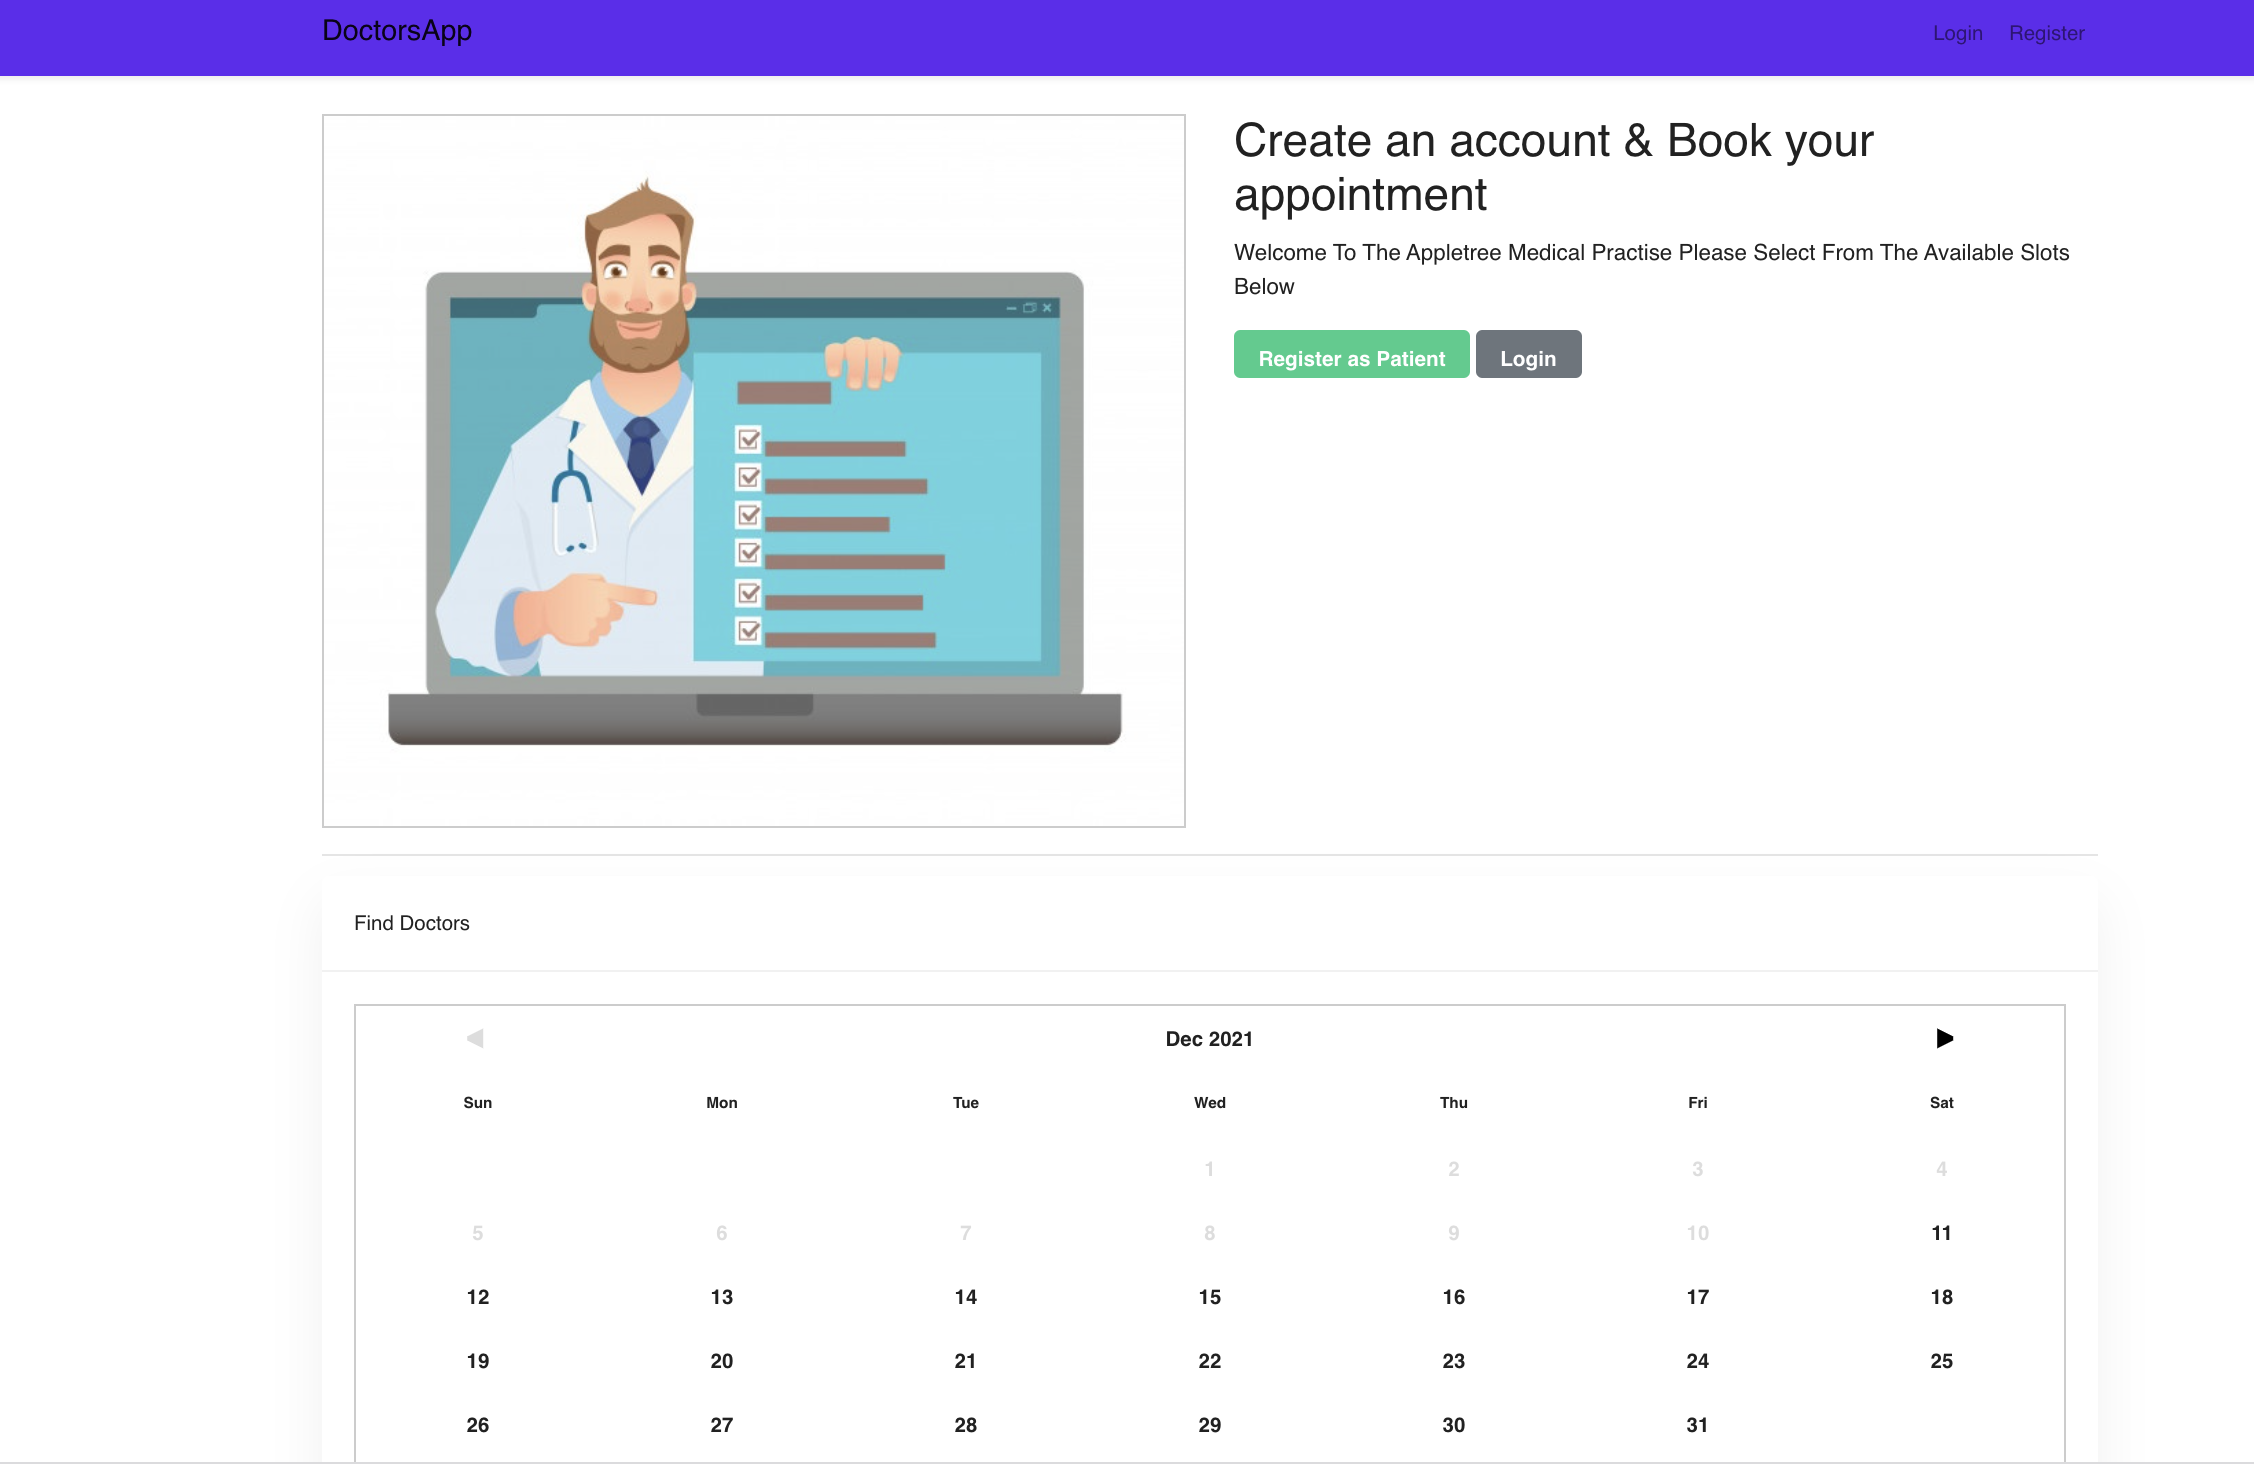 DoctorsApp
Login Register
Create an account & Book your
appointment
Welcome To The Appletree Medical Practise Please Select From The Available Slots
Below
Register as Patient Login
Find Doctors
◀ Dec 2021 ▶
Sun Mon Tue Wed Thu Fri Sat
1 2 3 4
5 6 7 8 9 10 11
12 13 14 15 16 17 18
19 20 21 22 23 24 25
26 27 28 29 30 31